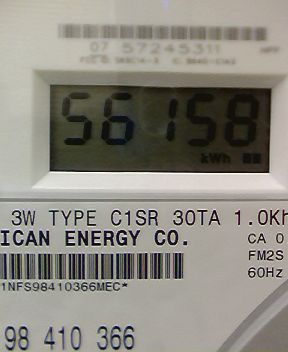 07 57245311
56158
kWh
3W TYPE C1SR 30TA 1.0Kh
ICAN ENERGY CO.
CA 0
FM2S
60Hz
1NFS98410366MEC*
98 410 366